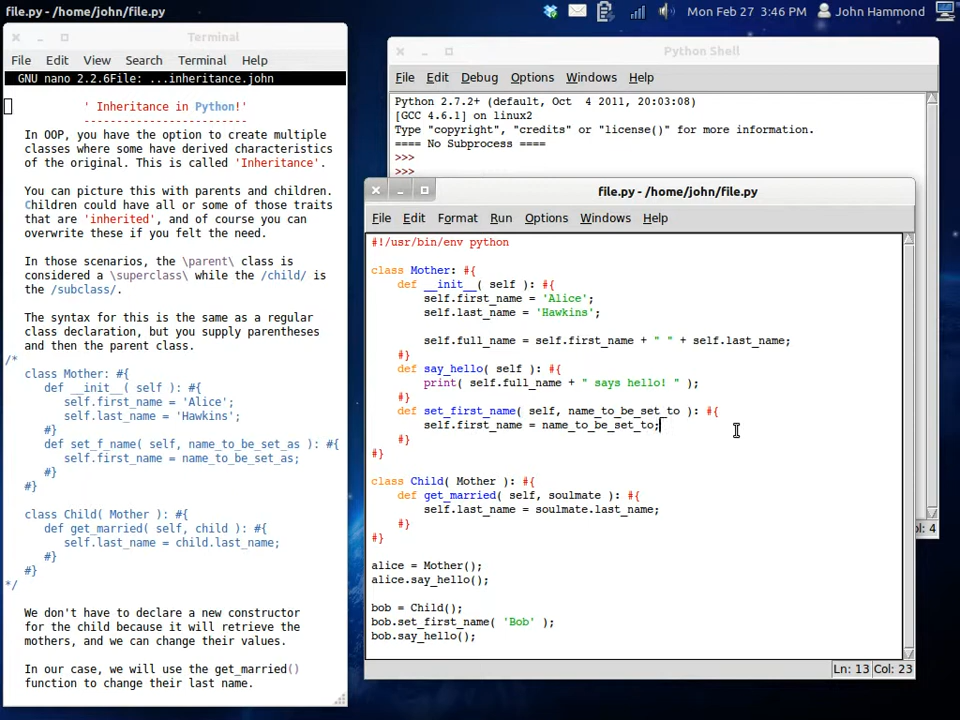 file.py - /home/john/file.py
Mon Feb 27 3:46 PM John Hammond
Terminal
File Edit View Search Terminal Help
GNU nano 2.2.6File: ...inheritance.john
' Inheritance in Python!'
------------------------
In OOP, you have the option to create multiple
classes where some have derived characteristics
of the original. This is called 'Inheritance'.
You can picture this with parents and children.
Children could have all or some of those traits
that are 'inherited', and of course you can
overwrite these if you felt the need.
In those scenarios, the \parent\ class is
considered a \superclass\ while the /child/ is
the /subclass/.
The syntax for this is the same as a regular
class declaration, but you supply parentheses
and then the parent class.
/*
class Mother: #{
def __init__( self ): #{
self.first_name = 'Alice';
self.last_name = 'Hawkins';
#}
def set_f_name( self, name_to_be_set_as ): #{
self.first_name = name_to_be_set_as;
#}
#}
class Child( Mother ): #{
def get_married( self, child ): #{
self.last_name = child.last_name;
#}
#}
*/
We don't have to declare a new constructor
for the child because it will retrieve the
mothers, and we can change their values.
In our case, we will use the get_married()
function to change their last name.
Python Shell
File Edit Debug Options Windows Help
Python 2.7.2+ (default, Oct  4 2011, 20:03:08)
[GCC 4.6.1] on linux2
Type "copyright", "credits" or "license()" for more information.
==== No Subprocess ====
>>>
>>>
: 4
file.py - /home/john/file.py
File Edit Format Run Options Windows Help
#!/usr/bin/env python
class Mother: #{
def __init__( self ): #{
self.first_name = 'Alice';
self.last_name = 'Hawkins';
self.full_name = self.first_name + " " + self.last_name;
#}
def say_hello( self ): #{
print( self.full_name + " says hello! " );
#}
def set_first_name( self, name_to_be_set_to ): #{
self.first_name = name_to_be_set_to;
#}
#}
class Child( Mother ): #{
def get_married( self, soulmate ): #{
self.last_name = soulmate.last_name;
#}
#}
alice = Mother();
alice.say_hello();
bob = Child();
bob.set_first_name( 'Bob' );
bob.say_hello();
Ln: 13 Col: 23